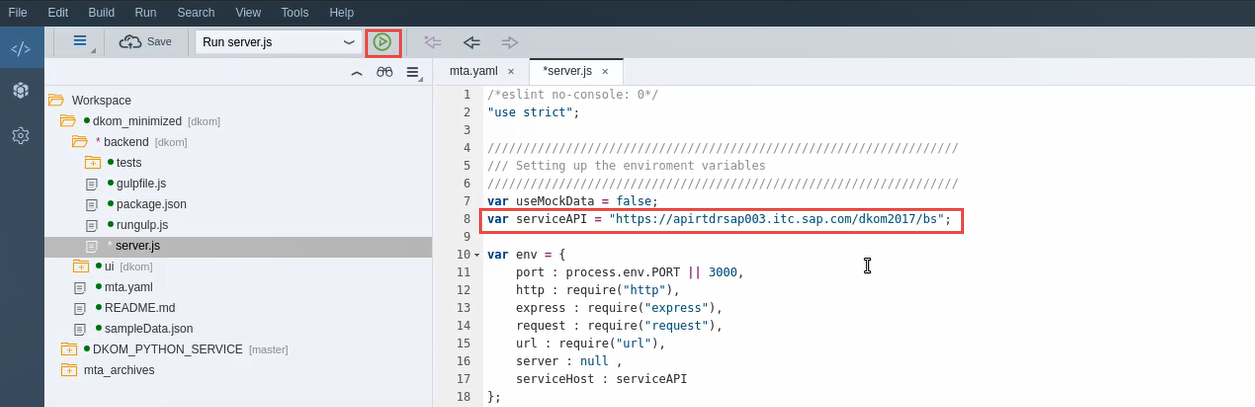 File Edit Build Run Search View Tools Help
Save Run server.js
mta.yaml × *server.js ×
Workspace
dkom_minimized [dkom]
* backend [dkom]
tests
gulpfile.js
package.json
rungulp.js
* server.js
ui [dkom]
mta.yaml
README.md
sampleData.json
DKOM_PYTHON_SERVICE [master]
mta_archives
1 /*eslint no-console: 0*/
2 "use strict";
3
4 //////////////////////////////////////////////////////////////////
5 /// Setting up the enviroment variables
6 //////////////////////////////////////////////////////////////////
7 var useMockData = false;
8 var serviceAPI = "https://apirtdrsap003.itc.sap.com/dkom2017/bs";
9
10 var env = {
11 port : process.env.PORT || 3000,
12 http : require("http"),
13 express : require("express"),
14 request : require("request"),
15 url : require("url"),
16 server : null ,
17 serviceHost : serviceAPI
18 };